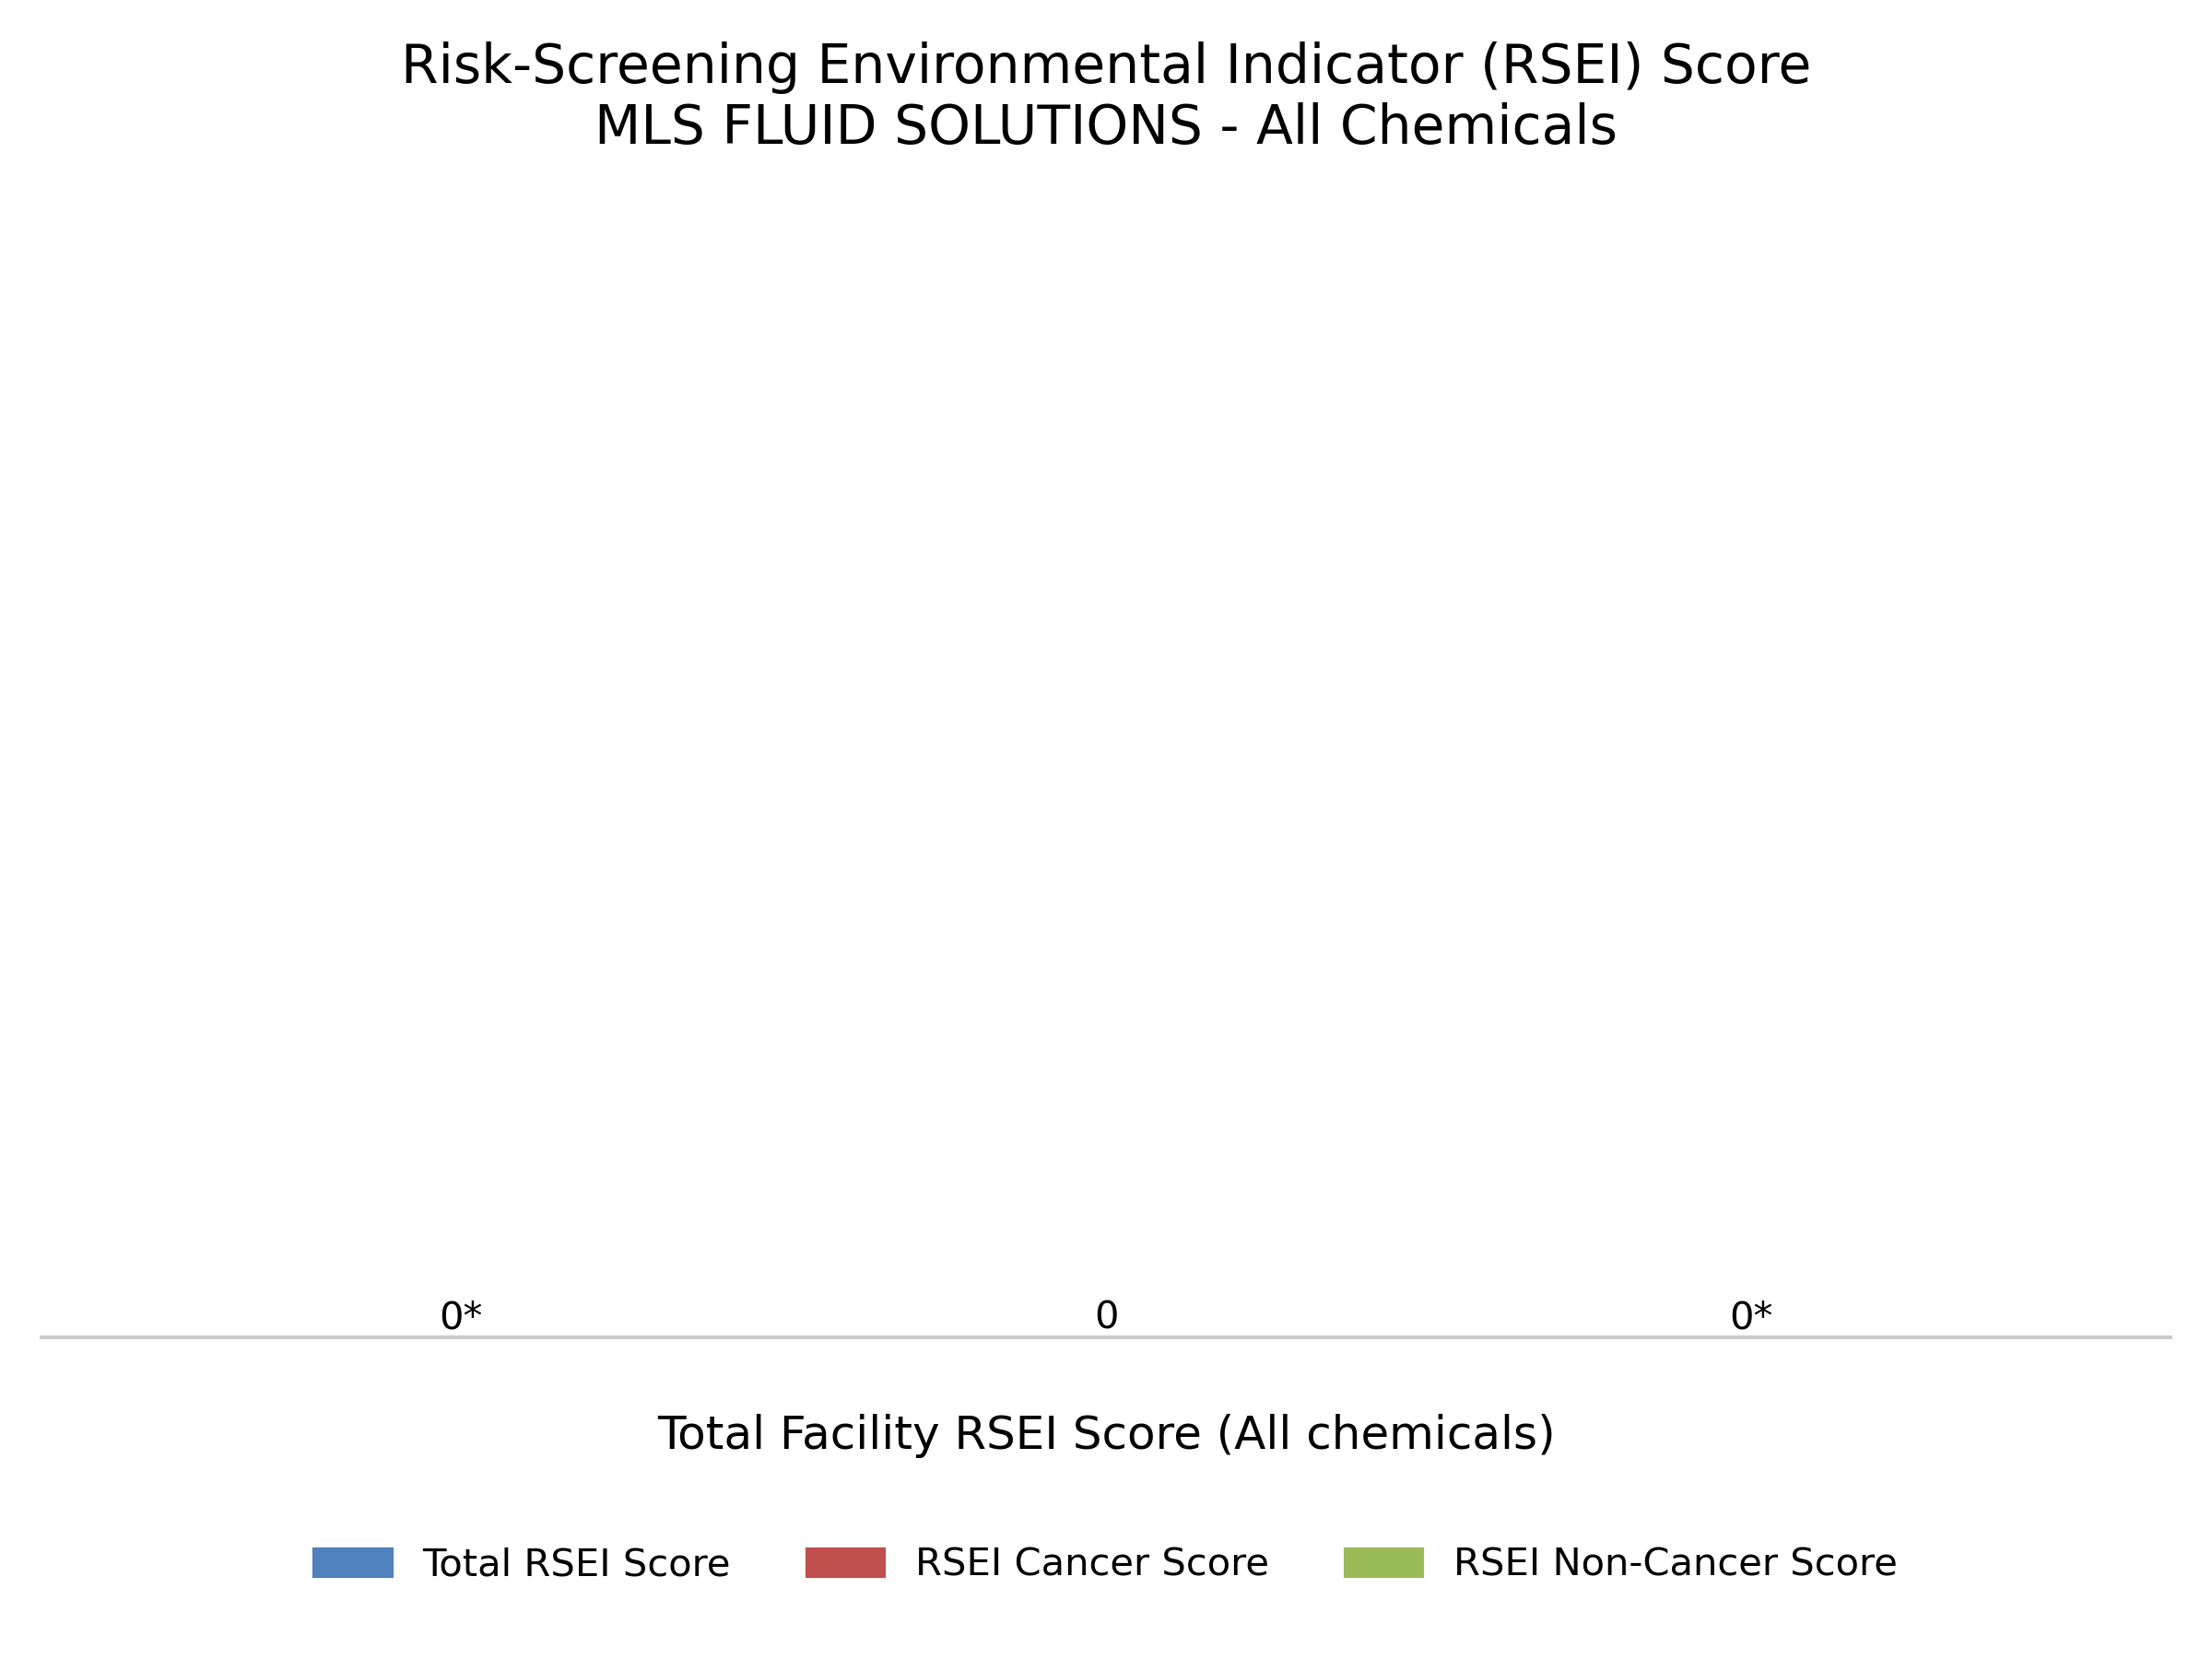 Risk-Screening Environmental Indicator (RSEI) Score
MLS FLUID SOLUTIONS - All Chemicals
0* 0 0*
Total Facility RSEI Score (All chemicals)
Total RSEI Score RSEI Cancer Score RSEI Non-Cancer Score